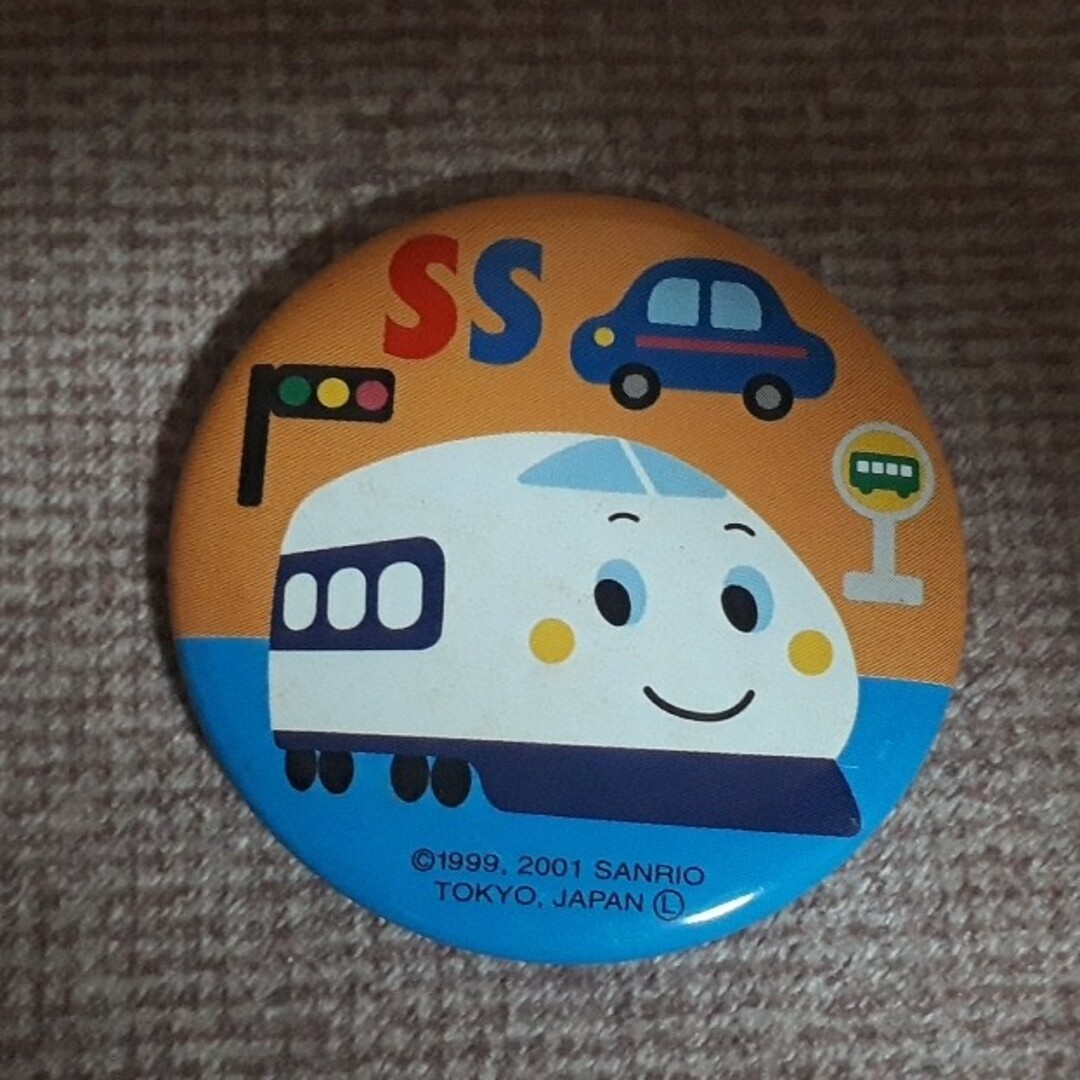 SS
©1999, 2001 SANRIO
TOKYO, JAPAN Ⓛ